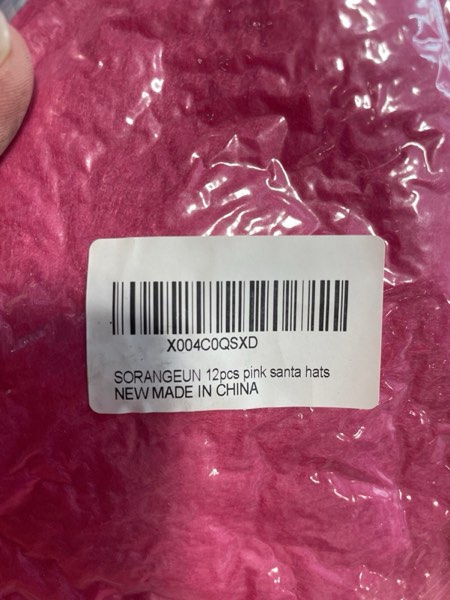 X004C0QSXD
SORANGEUN 12pcs pink santa hats
NEW MADE IN CHINA